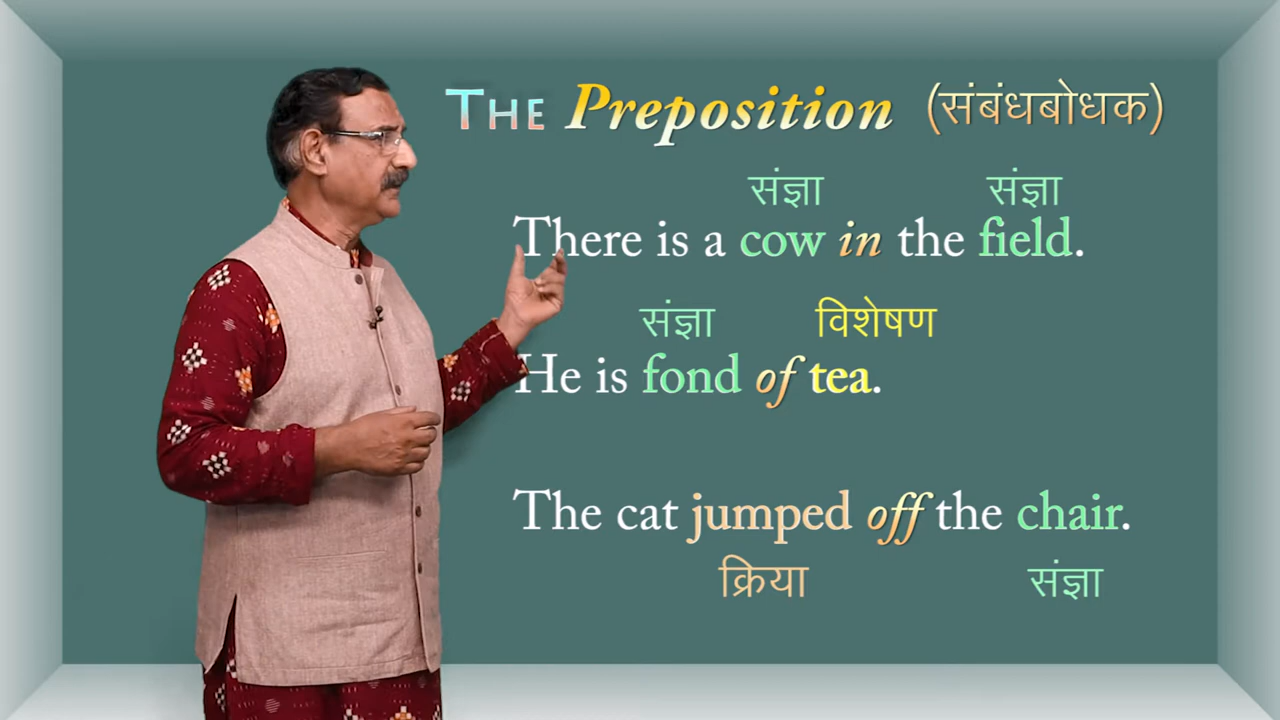 The Preposition (संबंधबोधक)
संज्ञा संज्ञा
There is a cow in the field.
संज्ञा विशेषण
He is fond of tea.
The cat jumped off the chair.
क्रिया संज्ञा